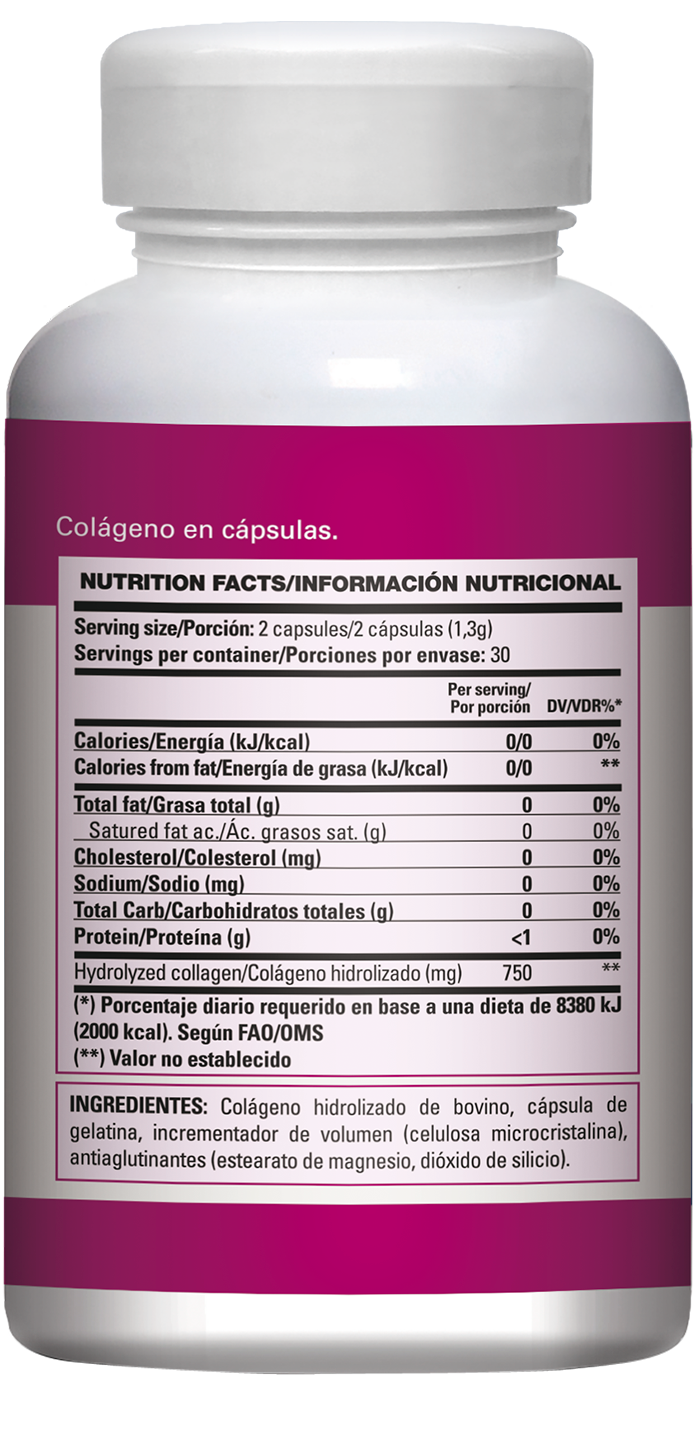 Colágeno en cápsulas.
NUTRITION FACTS/INFORMACIÓN NUTRICIONAL
Serving size/Porción: 2 capsules/2 cápsulas (1,3g)
Servings per container/Porciones por envase: 30
Per serving/
Por porción DV/VDR%*
Calories/Energía (kJ/kcal) 0/0 0%
Calories from fat/Energía de grasa (kJ/kcal) 0/0 **
Total fat/Grasa total (g) 0 0%
Satured fat ac./Ác. grasos sat. (g) 0 0%
Cholesterol/Colesterol (mg) 0 0%
Sodium/Sodio (mg) 0 0%
Total Carb/Carbohidratos totales (g) 0 0%
Protein/Proteína (g) <1 0%
Hydrolyzed collagen/Colágeno hidrolizado (mg) 750 **
(*) Porcentaje diario requerido en base a una dieta de 8380 kJ
(2000 kcal). Según FAO/OMS
(**) Valor no establecido
INGREDIENTES: Colágeno hidrolizado de bovino, cápsula de
gelatina, incrementador de volumen (celulosa microcristalina),
antiaglutinantes (estearato de magnesio, dióxido de silicio).